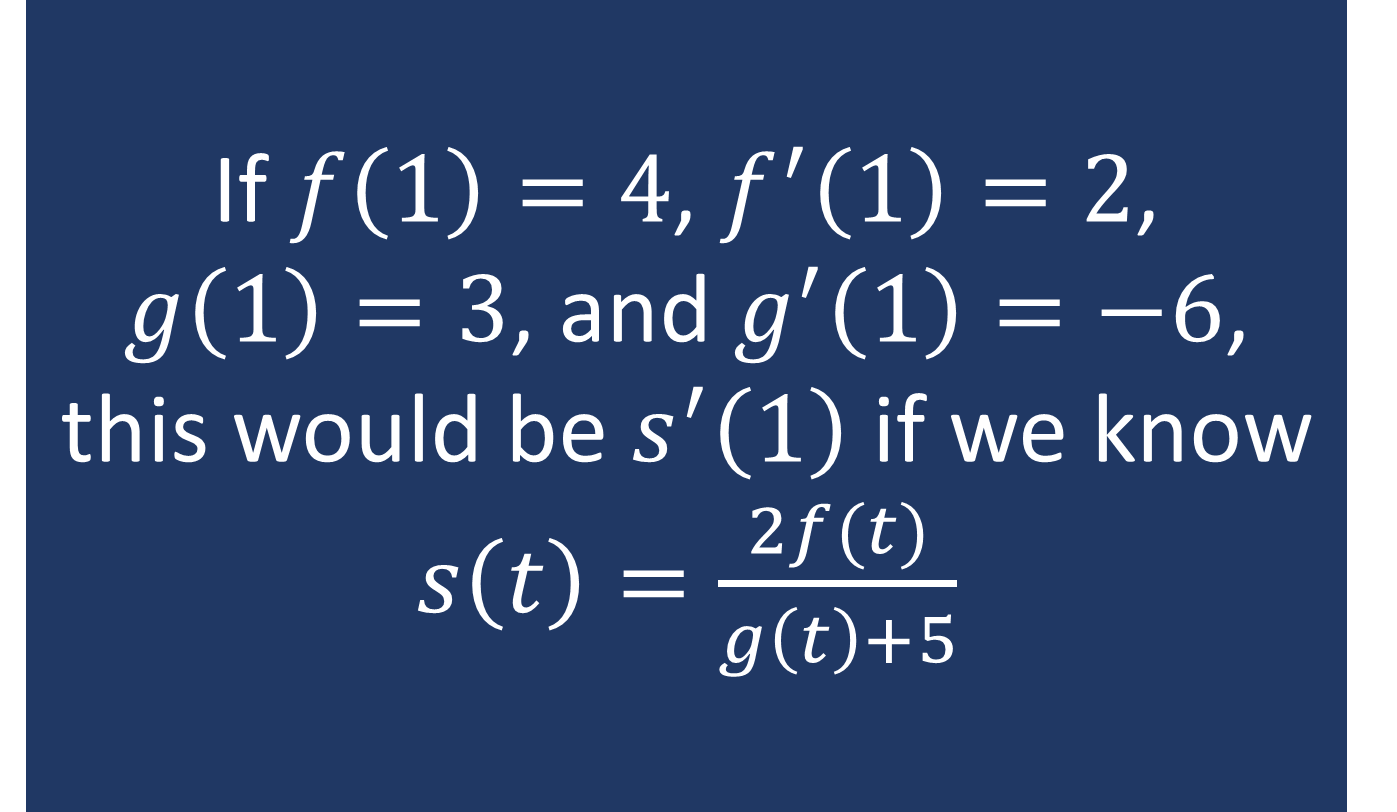 If f(1) = 4, f′(1) = 2,
g(1) = 3, and g′(1) = −6,
this would be s′(1) if we know
s(t) = 2f(t)/g(t)+5